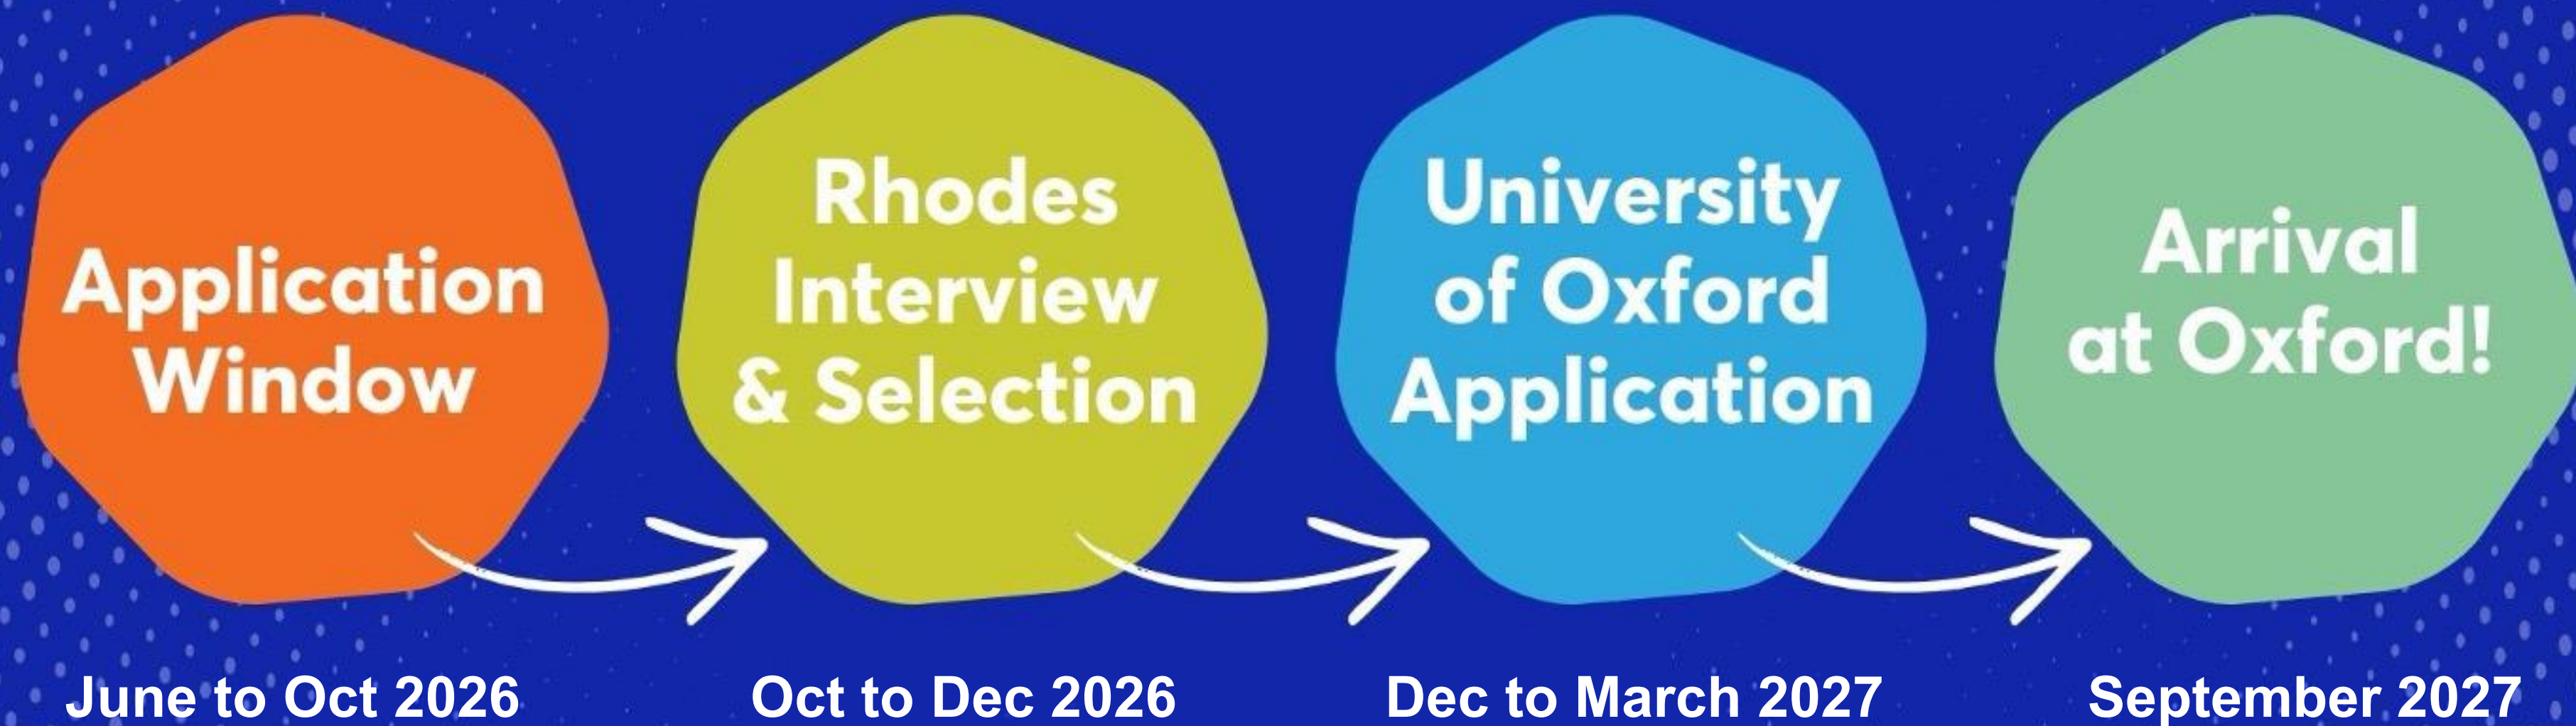 Application
Window
Rhodes
Interview
& Selection
University
of Oxford
Application
Arrival
at Oxford!
June to Oct 2026
Oct to Dec 2026
Dec to March 2027
September 2027